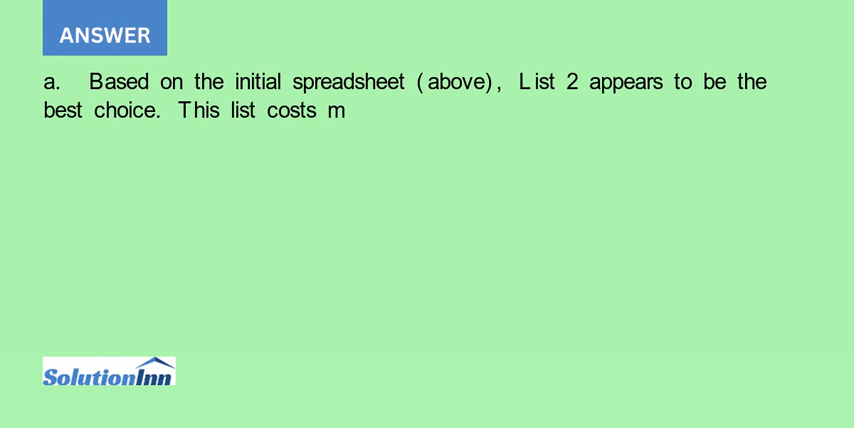 ANSWER
a. Based on the initial spreadsheet (above), List 2 appears to be the
best choice. This list costs m
SolutionInn